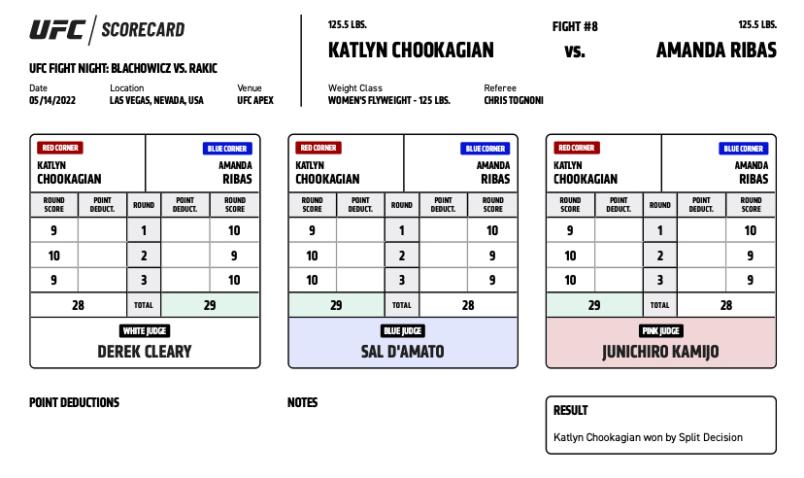 UFC SCORECARD
UFC FIGHT NIGHT: BLACHOWICZ VS. RAKIC
Date Location Venue
05/14/2022 LAS VEGAS, NEVADA, USA UFC APEX
125.5 LBS. FIGHT #8 125.5 LBS.
KATLYN CHOOKAGIAN VS. AMANDA RIBAS
Weight Class Referee
WOMEN'S FLYWEIGHT - 125 LBS. CHRIS TOGNONI
RED CORNER BLUE CORNER
KATLYN AMANDA
CHOOKAGIAN RIBAS
ROUND POINT ROUND POINT ROUND
SCORE DEDUCT. DEDUCT. SCORE
9 1 10
10 2 9
9 3 10
28 TOTAL 29
WHITE JUDGE
DEREK CLEARY
RED CORNER BLUE CORNER
KATLYN AMANDA
CHOOKAGIAN RIBAS
ROUND POINT ROUND POINT ROUND
SCORE DEDUCT. DEDUCT. SCORE
9 1 10
10 2 9
10 3 9
29 TOTAL 28
BLUE JUDGE
SAL D'AMATO
RED CORNER BLUE CORNER
KATLYN AMANDA
CHOOKAGIAN RIBAS
ROUND POINT ROUND POINT ROUND
SCORE DEDUCT. DEDUCT. SCORE
9 1 10
10 2 9
10 3 9
29 TOTAL 28
PINK JUDGE
JUNICHIRO KAMIJO
POINT DEDUCTIONS
NOTES
RESULT
Katlyn Chookagian won by Split Decision